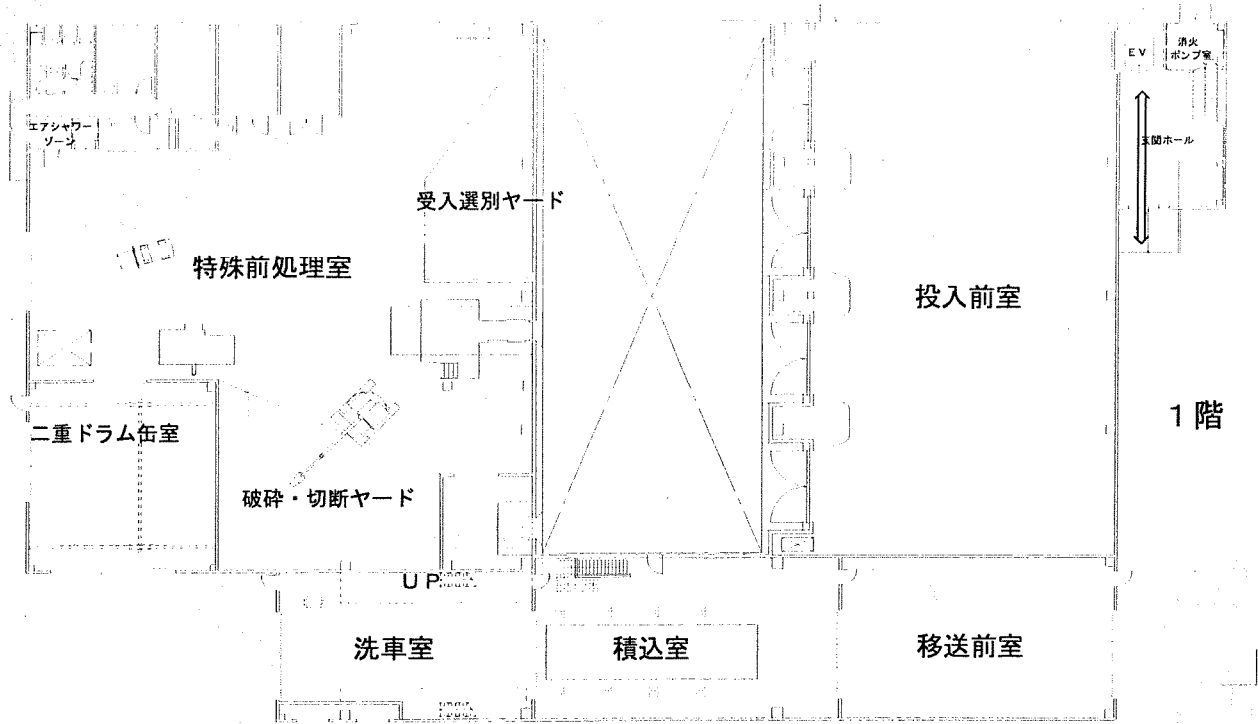 EV
消火
ポンプ室
エアシャワー
ゾーン
玄関ホール
受入選別ヤード
特殊前処理室
投入前室
1階
二重ドラム缶室
破砕・切断ヤード
UP
洗車室
積込室
移送前室